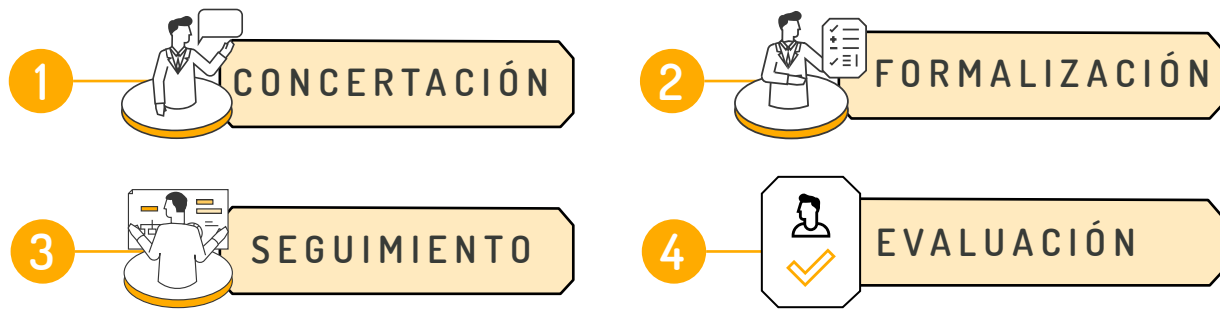 1 CONCERTACIÓN
2 FORMALIZACIÓN
3 SEGUIMIENTO
4 EVALUACIÓN